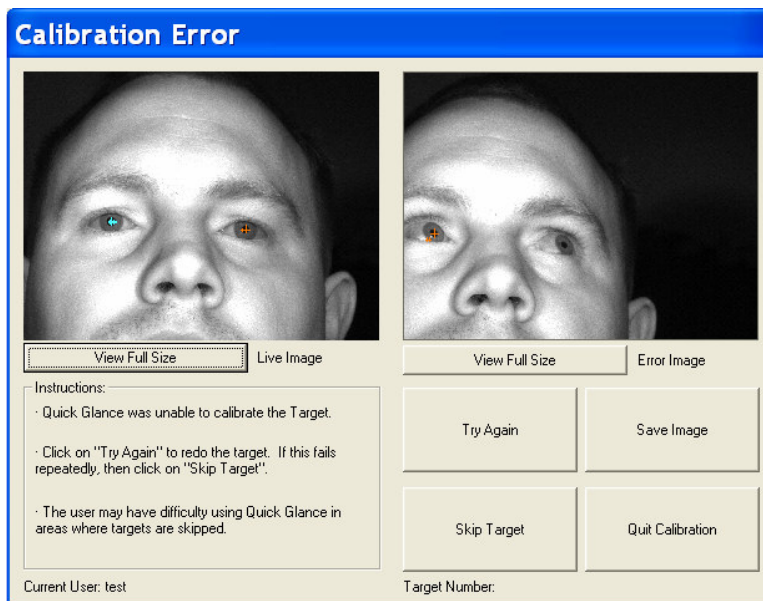 Calibration Error
View Full Size
Live Image
View Full Size
Error Image
Instructions:
· Quick Glance was unable to calibrate the Target.
· Click on "Try Again" to redo the target. If this fails
repeatedly, then click on "Skip Target".
· The user may have difficulty using Quick Glance in
areas where targets are skipped.
Try Again
Save Image
Skip Target
Quit Calibration
Current User: test
Target Number: